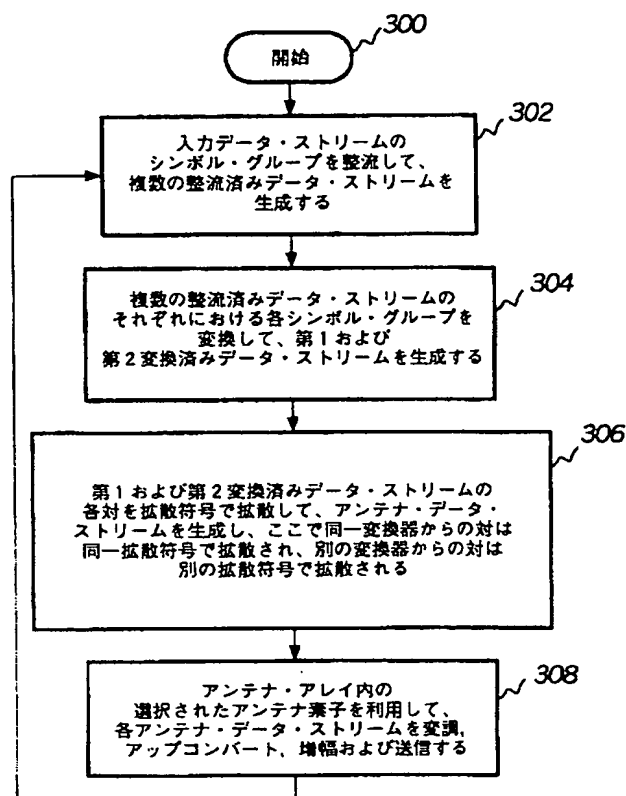 300
開始
302
入力データ・ストリームの
シンボル・グループを整流して、
複数の整流済みデータ・ストリームを
生成する
304
複数の整流済みデータ・ストリームの
それぞれにおける各シンボル・グループを
変換して、第1および
第2変換済みデータ・ストリームを生成する
306
第1および第2変換済みデータ・ストリームの
各対を拡散符号で拡散して、アンテナ・データ・
ストリームを生成し、ここで同一変換器からの対は
同一拡散符号で拡散され、別の変換器からの対は
別の拡散符号で拡散される
308
アンテナ・アレイ内の
選択されたアンテナ素子を利用して、
各アンテナ・データ・ストリームを変調,
アップコンバート, 増幅および送信する